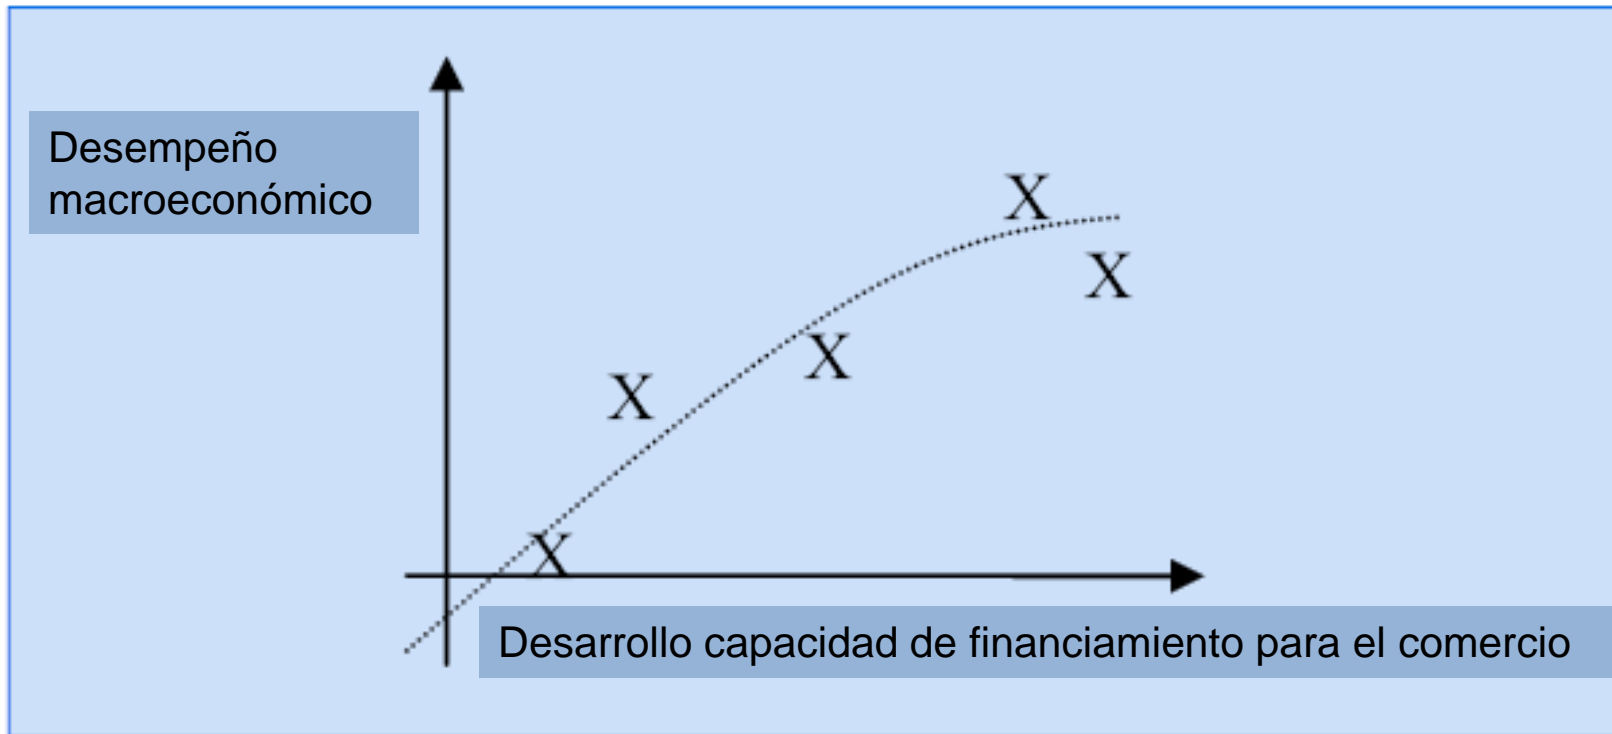 Desempeño
macroeconómico
X
X
X
X
X
Desarrollo capacidad de financiamiento para el comercio